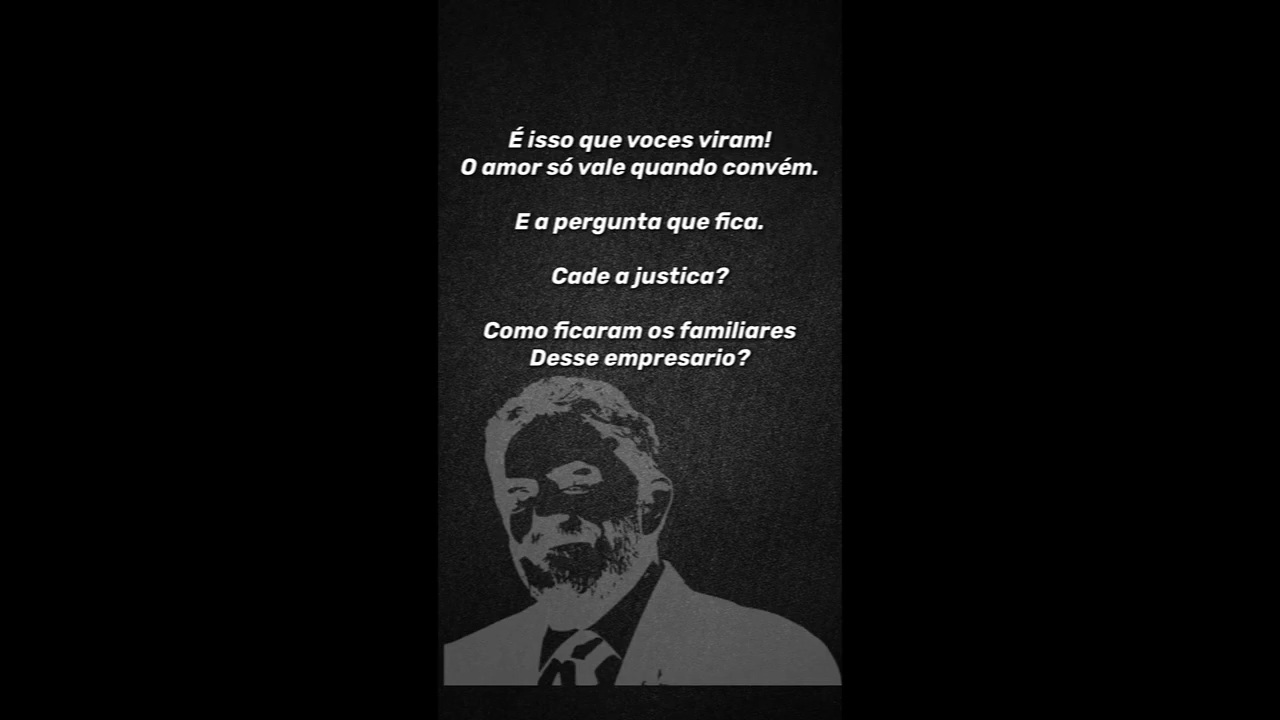 É isso que voces viram!
O amor só vale quando convém.
E a pergunta que fica.
Cade a justica?
Como ficaram os familiares
Desse empresario?